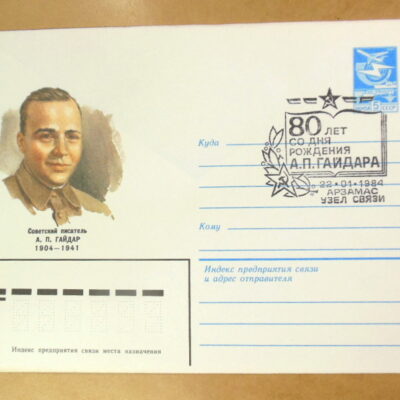 Советский писатель
А. П. ГАЙДАР
1904—1941
5
80 ЛЕТ
СО ДНЯ
РОЖДЕНИЯ
А.П.ГАЙДАРА
22·01·1984
АРЗАМАС
УЗЕЛ СВЯЗИ
Куда
Кому
Индекс предприятия связи
и адрес отправителя
Индекс предприятия связи места назначения